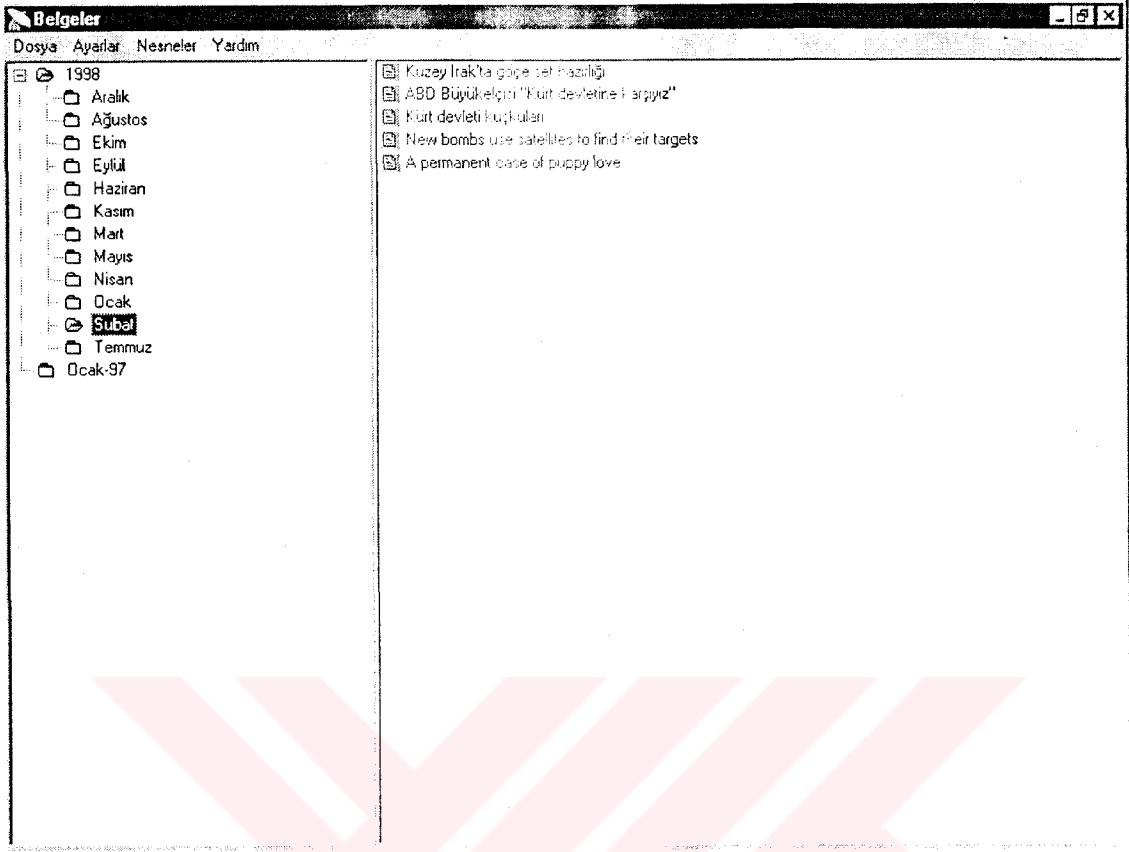 Belgeler
Dosya Ayarlar Nesneler Yardım
1998
Aralık
Ağustos
Ekim
Eylül
Haziran
Kasım
Mart
Mayıs
Nisan
Ocak
Şubat
Temmuz
Ocak-97
Kuzey Irak'ta göçe set hazırlığı
ABD Büyükelçisi "Kürt devletine karşıyız"
Kürt devleti kuşkuları
New bombs use satellites to find their targets
A permanent case of puppy love